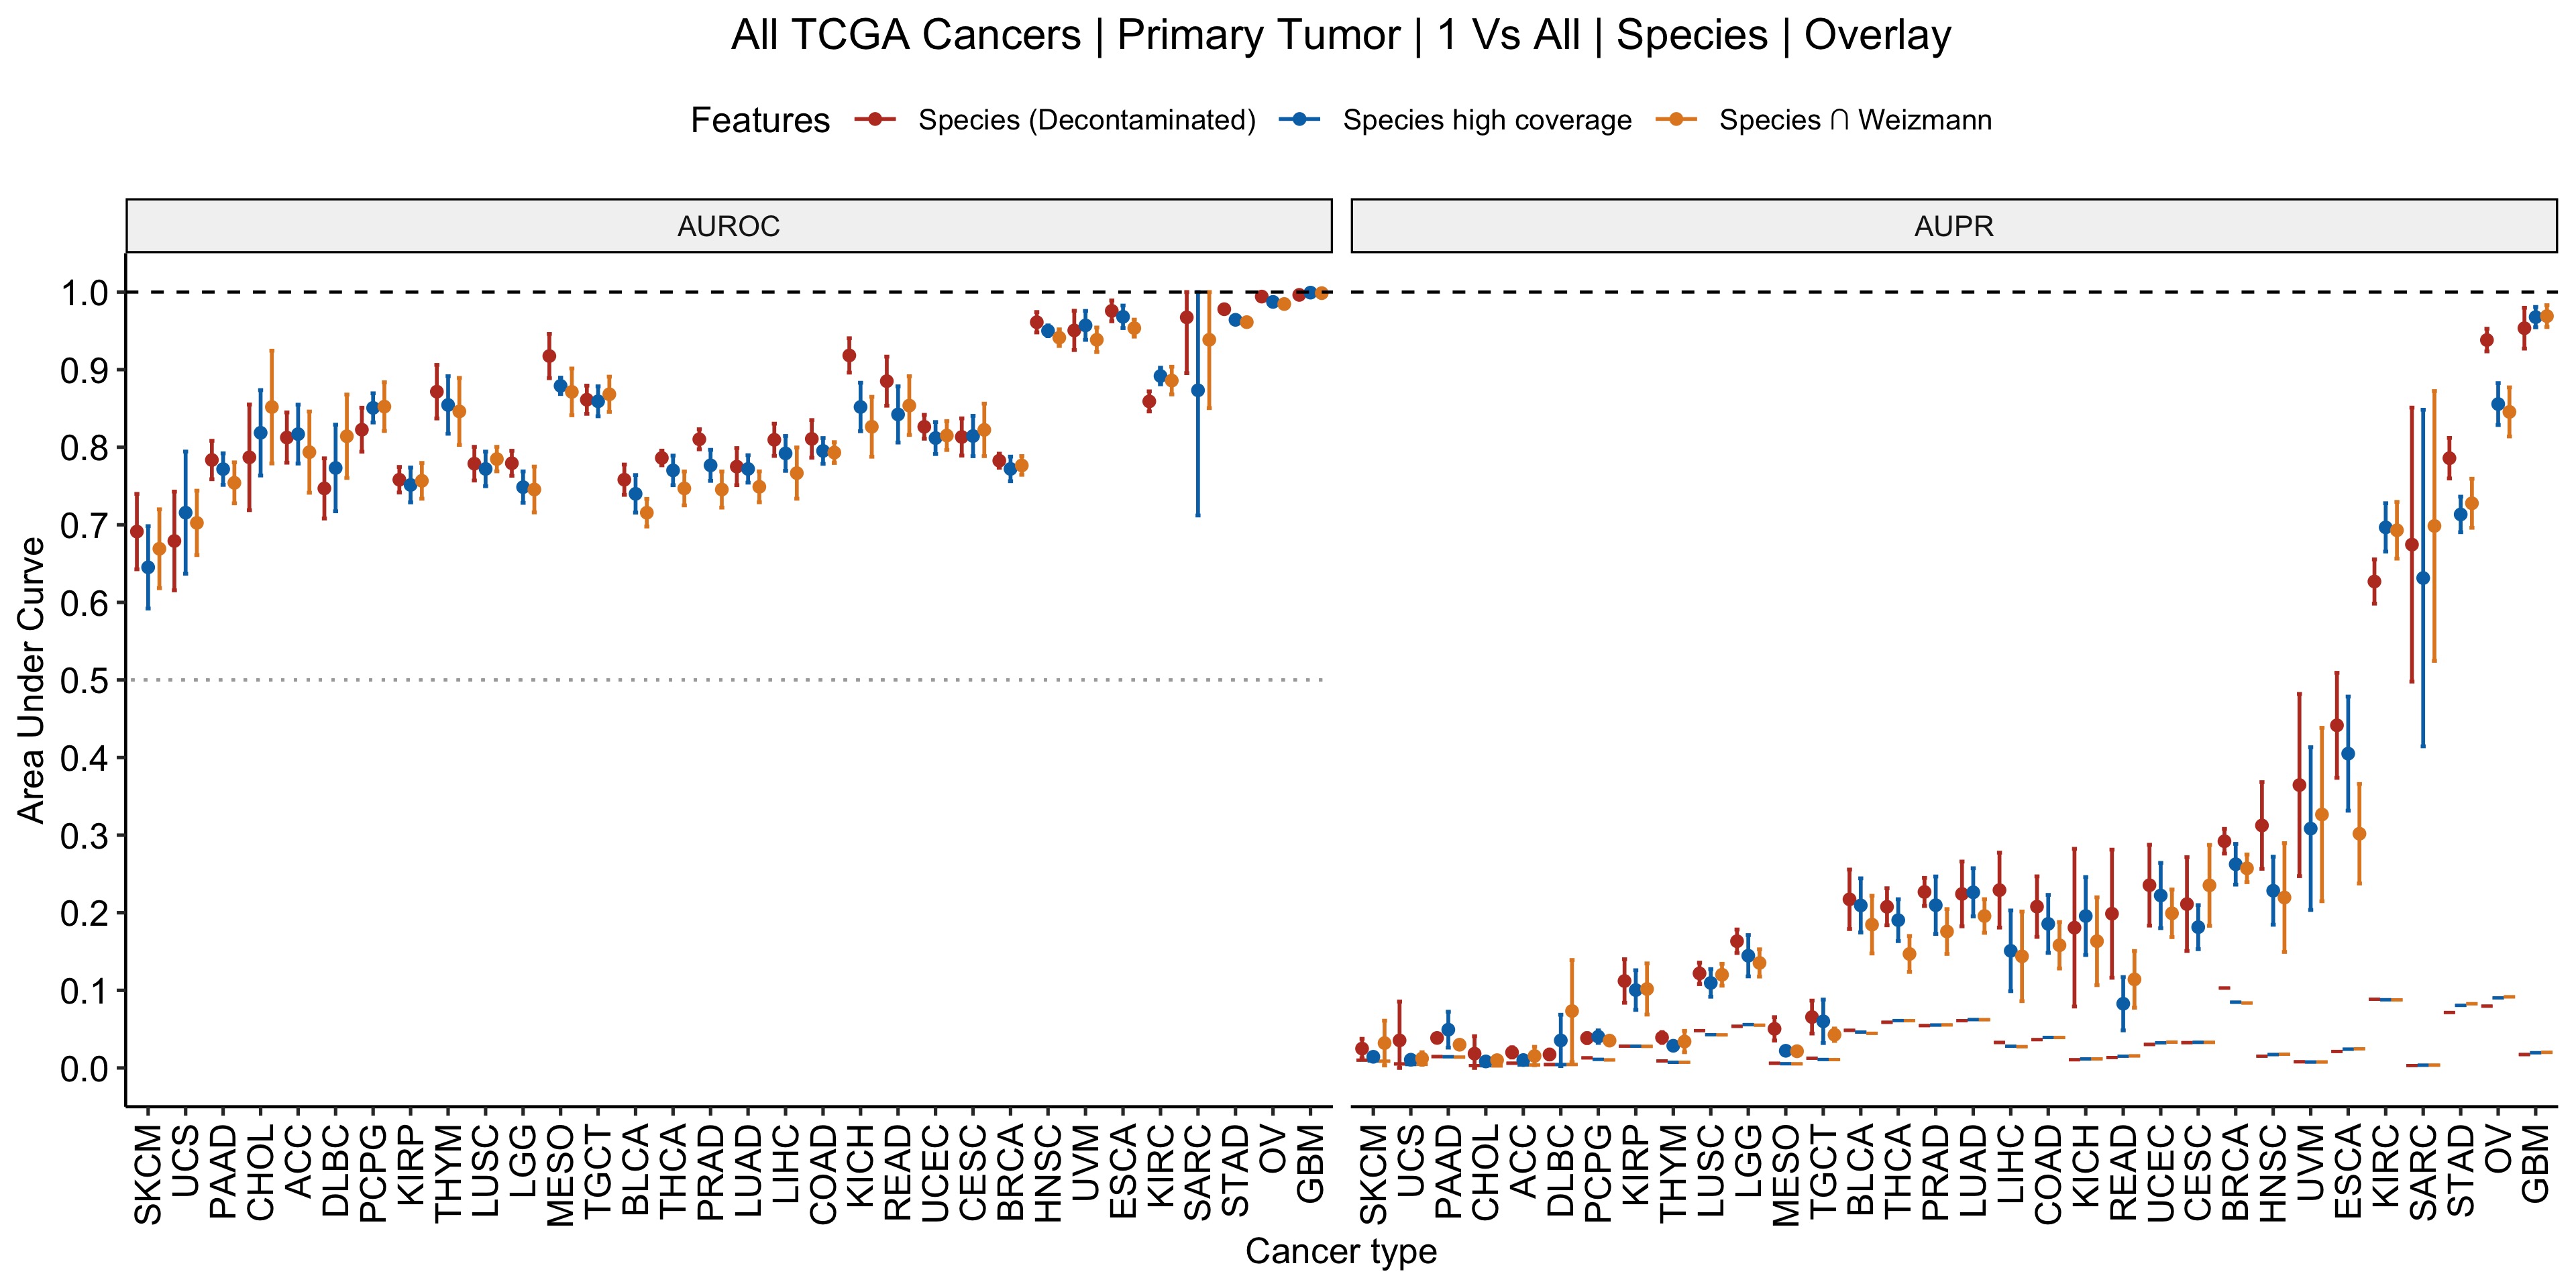 All TCGA Cancers | Primary Tumor | 1 Vs All | Species | Overlay
Features Species (Decontaminated) Species high coverage Species ∩ Weizmann
AUROC AUPR
Area Under Curve
1.0
0.9
0.8
0.7
0.6
0.5
0.4
0.3
0.2
0.1
0.0
SKCM UCS PAAD CHOL ACC DLBC PCPG KIRP THYM LUSC LGG MESO TGCT BLCA THCA PRAD LUAD LIHC COAD KICH READ UCEC CESC BRCA HNSC UVM ESCA KIRC SARC STAD OV GBM
SKCM UCS PAAD CHOL ACC DLBC PCPG KIRP THYM LUSC LGG MESO TGCT BLCA THCA PRAD LUAD LIHC COAD KICH READ UCEC CESC BRCA HNSC UVM ESCA KIRC SARC STAD OV GBM
Cancer type